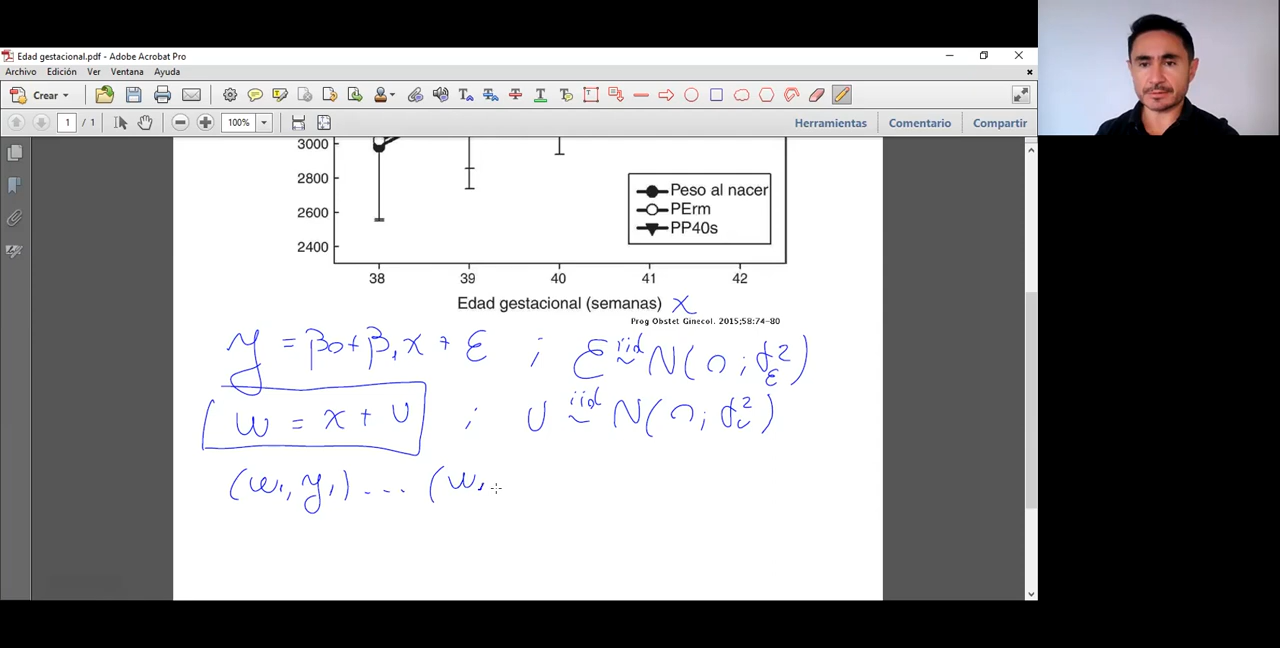 Edad gestacional.pdf - Adobe Acrobat Pro
Archivo Edición Ver Ventana Ayuda
Crear
1 / 1 100% Herramientas Comentario Compartir
3000
2800
2600
2400
Peso al nacer
PErm
PP40s
38 39 40 41 42
Edad gestacional (semanas) x
Prog Obstet Ginecol. 2015;58:74–80
y = β0 + β1 x + ε ; ε iid ~ N(0; σε²)
w = x + U ; U iid ~ N(0; σU²)
(w1, y1) ... (w,